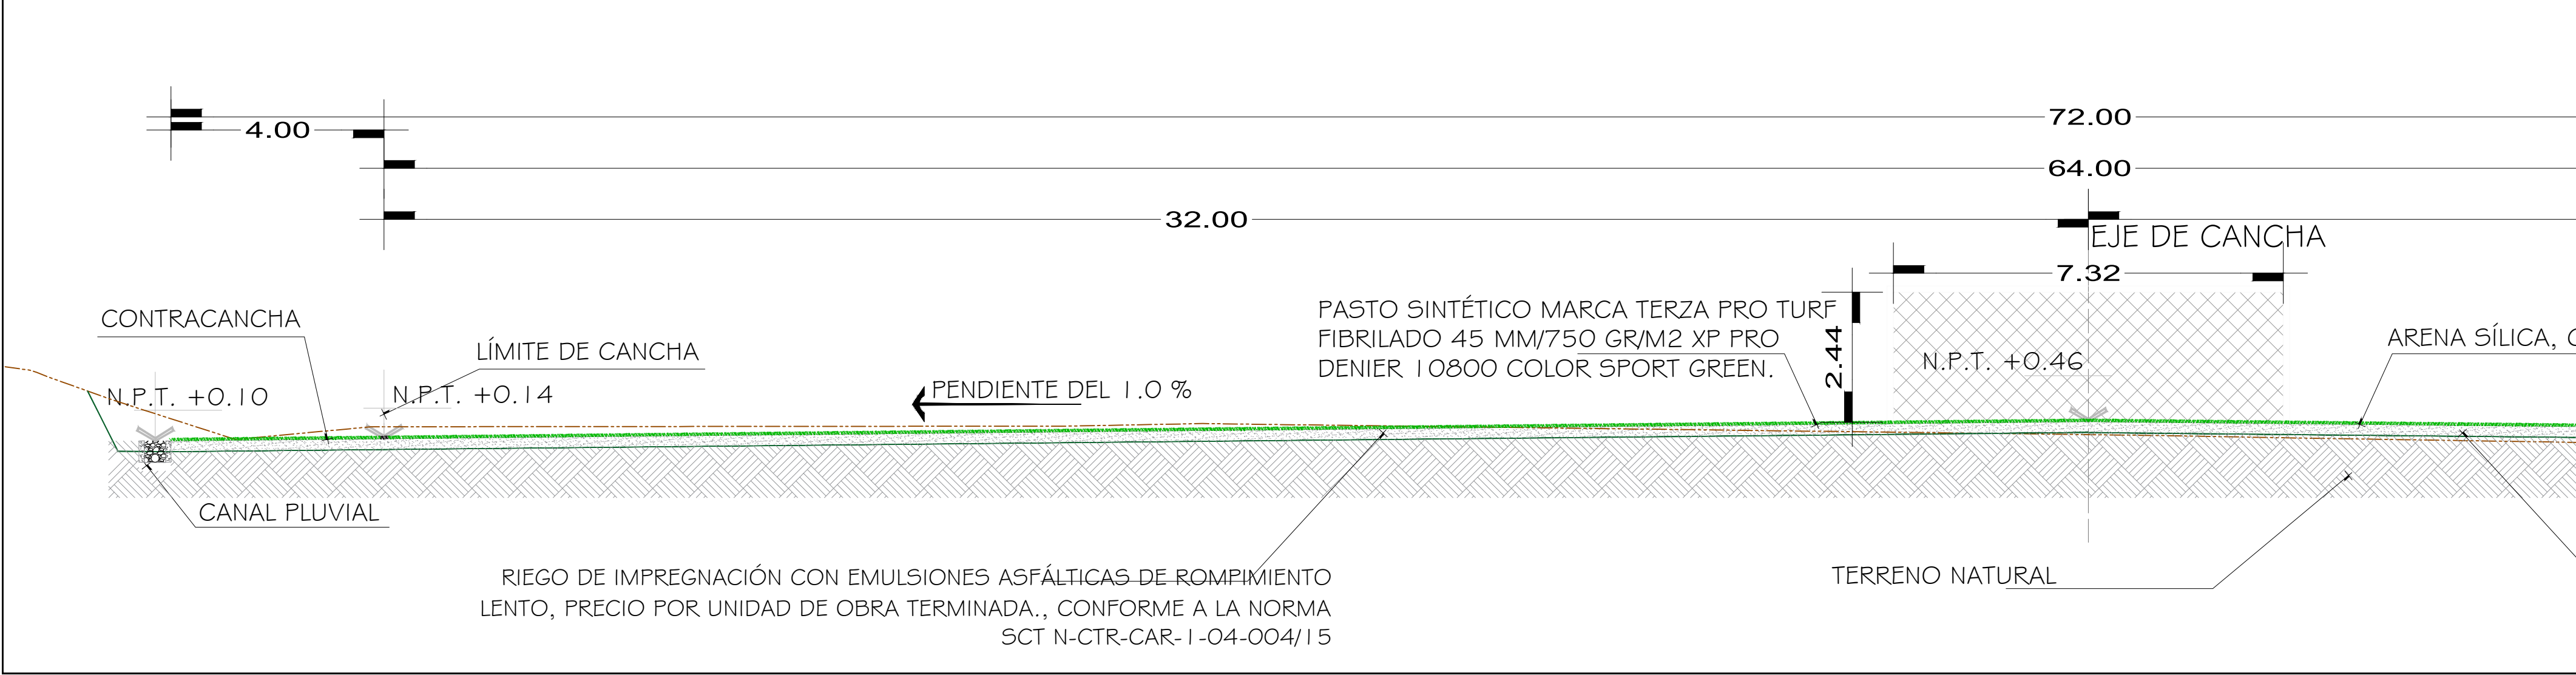 72.00
4.00
64.00
32.00
EJE DE CANCHA
7.32
CONTRACANCHA
LÍMITE DE CANCHA
PASTO SINTÉTICO MARCA TERZA PRO TURF
FIBRILADO 45 MM/750 GR/M2 XP PRO
DENIER 10800 COLOR SPORT GREEN.
2.44
ARENA SÍLICA,
N.P.T. +0.46
N.P.T. +0.10
N.P.T. +0.14
PENDIENTE DEL 1.0 %
CANAL PLUVIAL
RIEGO DE IMPREGNACIÓN CON EMULSIONES ASFÁLTICAS DE ROMPIMIENTO
LENTO, PRECIO POR UNIDAD DE OBRA TERMINADA., CONFORME A LA NORMA
SCT N-CTR-CAR-1-04-004/15
TERRENO NATURAL